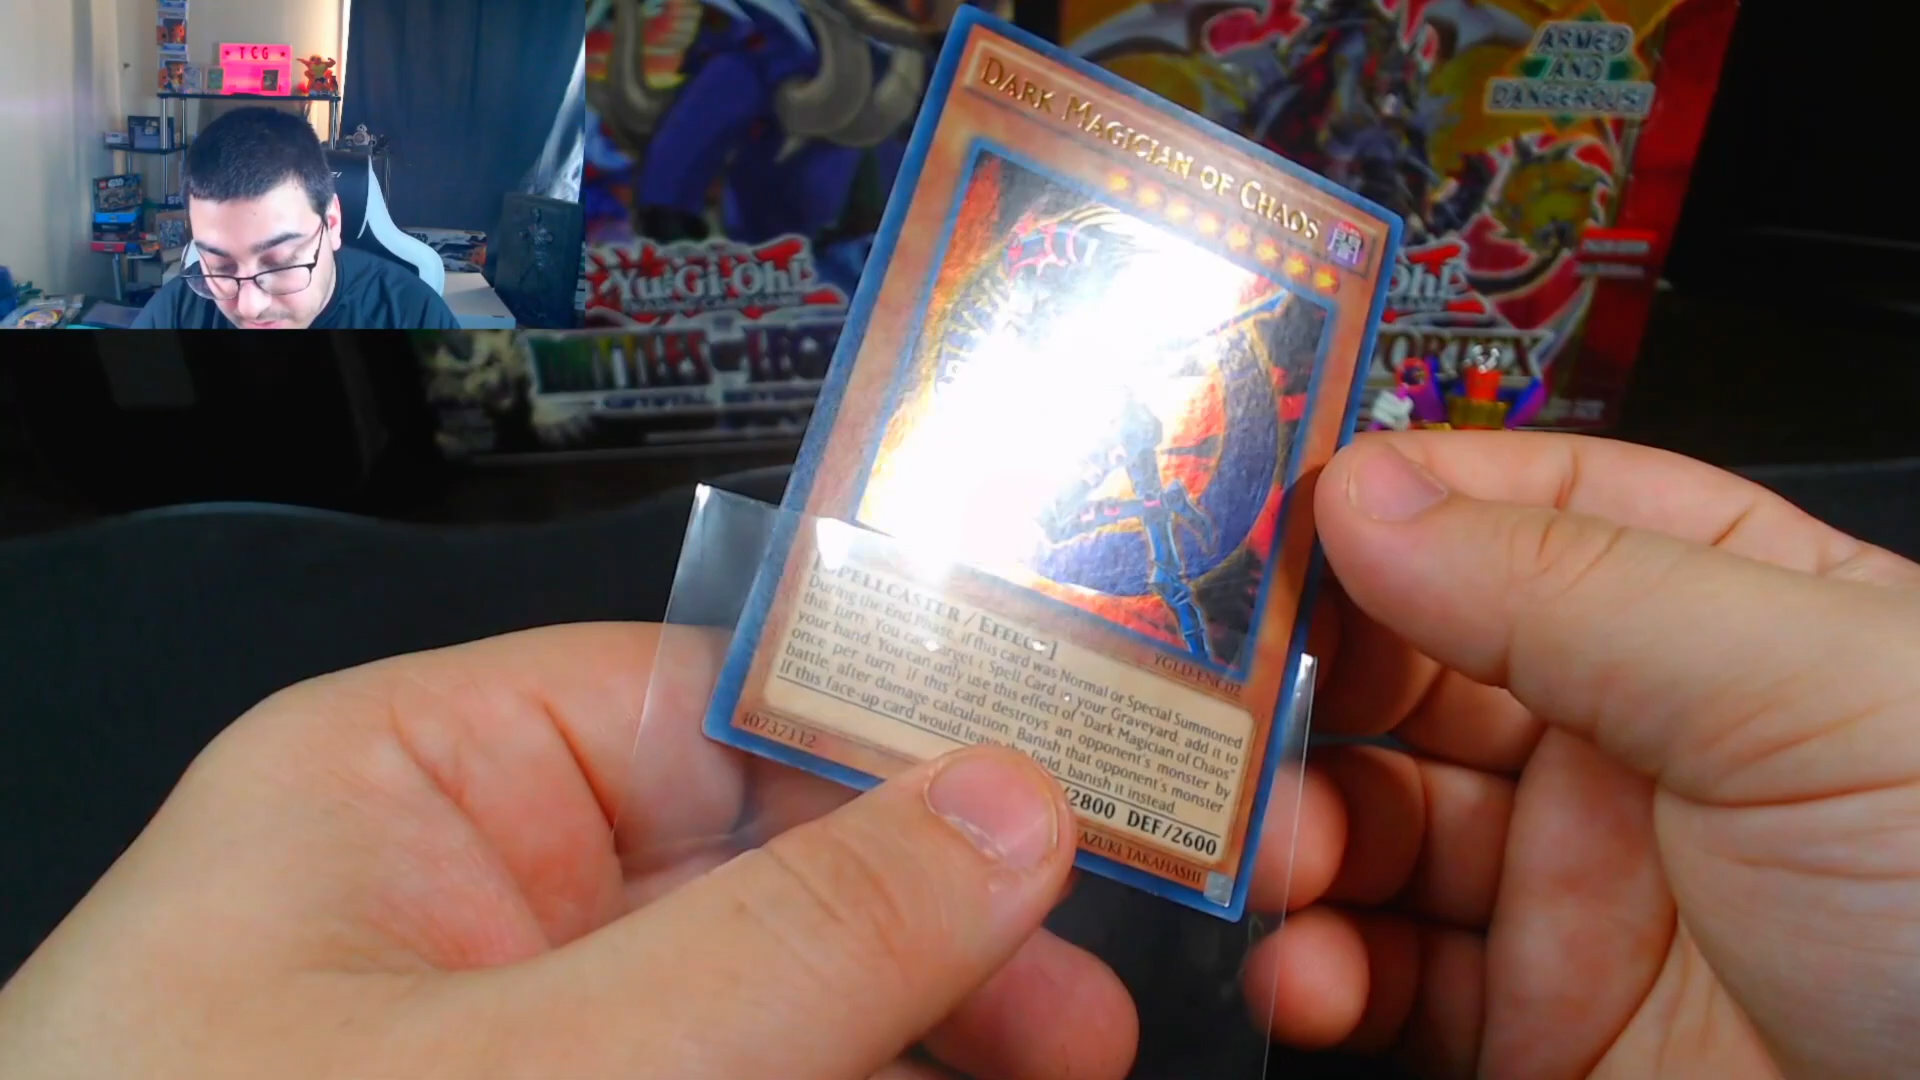 TCG
ARMED
AND
DANGEROUS!
Yu-Gi-Oh!
DARK MAGICIAN OF CHAOS
YGLD-ENC02
[SPELLCASTER / EFFECT]
During the End Phase, if this card was Normal or Special Summoned
this turn: You can target 1 Spell Card in your Graveyard, add it to
your hand. You can only use this effect of "Dark Magician of Chaos"
once per turn. If this card destroys an opponent's monster by
battle, after damage calculation: Banish that opponent's monster.
If this face-up card would leave the field, banish it instead.
/2800 DEF/2600
40737112
AZUKI TAKAHASHI